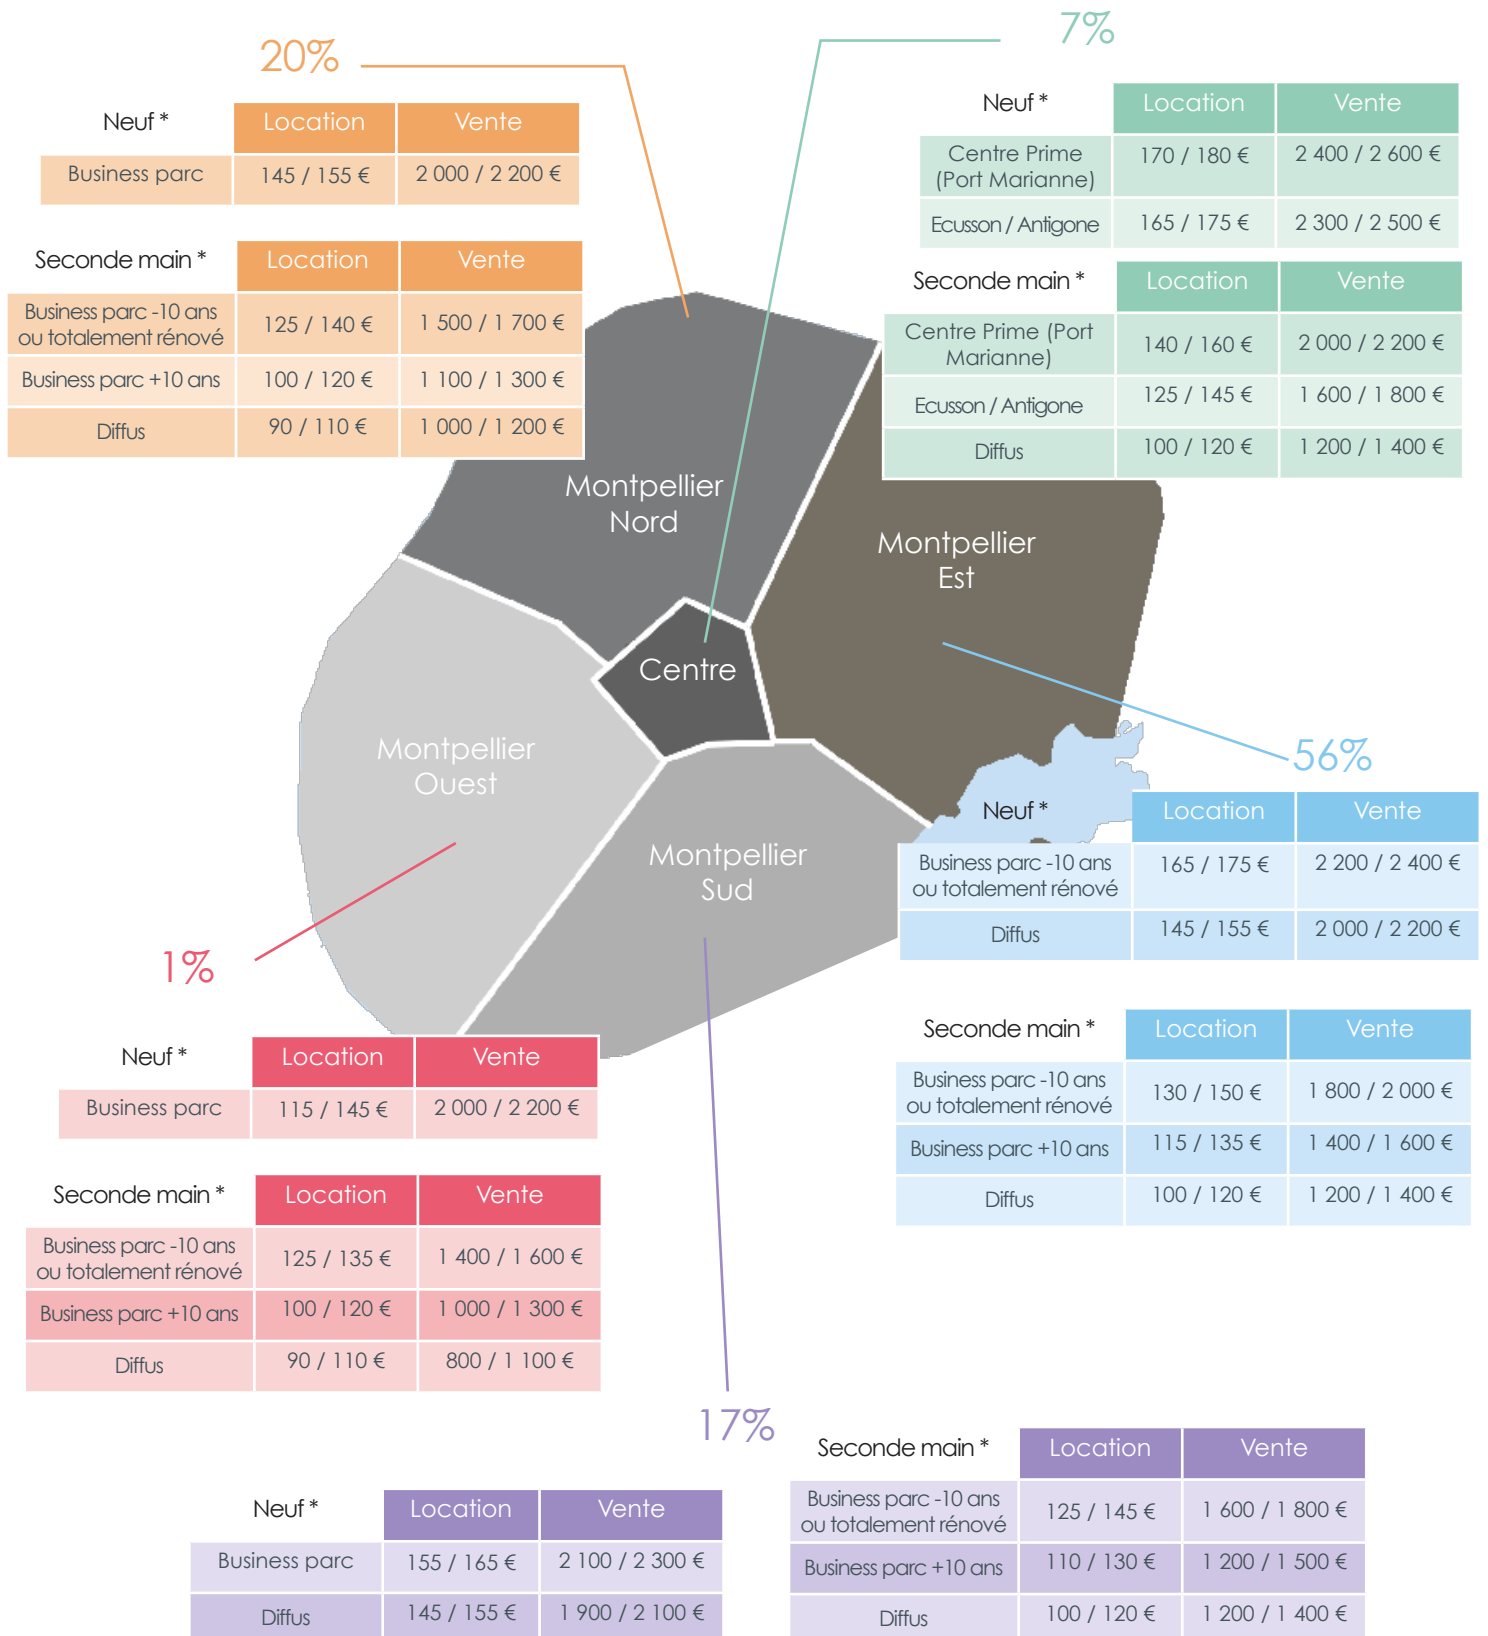 20%
Neuf * Location Vente
Business parc 145 / 155 € 2 000 / 2 200 €
Seconde main * Location Vente
Business parc -10 ans
ou totalement rénové 125 / 140 € 1 500 / 1 700 €
Business parc +10 ans 100 / 120 € 1 100 / 1 300 €
Diffus 90 / 110 € 1 000 / 1 200 €
7%
Neuf * Location Vente
Centre Prime
(Port Marianne) 170 / 180 € 2 400 / 2 600 €
Ecusson / Antigone 165 / 175 € 2 300 / 2 500 €
Seconde main * Location Vente
Centre Prime (Port
Marianne) 140 / 160 € 2 000 / 2 200 €
Ecusson / Antigone 125 / 145 € 1 600 / 1 800 €
Diffus 100 / 120 € 1 200 / 1 400 €
Montpellier
Nord
Montpellier
Est
Centre
Montpellier
Ouest
Montpellier
Sud
56%
Neuf * Location Vente
Business parc -10 ans
ou totalement rénové 165 / 175 € 2 200 / 2 400 €
Diffus 145 / 155 € 2 000 / 2 200 €
Seconde main * Location Vente
Business parc -10 ans
ou totalement rénové 130 / 150 € 1 800 / 2 000 €
Business parc +10 ans 115 / 135 € 1 400 / 1 600 €
Diffus 100 / 120 € 1 200 / 1 400 €
1%
Neuf * Location Vente
Business parc 115 / 145 € 2 000 / 2 200 €
Seconde main * Location Vente
Business parc -10 ans
ou totalement rénové 125 / 135 € 1 400 / 1 600 €
Business parc +10 ans 100 / 120 € 1 000 / 1 300 €
Diffus 90 / 110 € 800 / 1 100 €
17%
Neuf * Location Vente
Business parc 155 / 165 € 2 100 / 2 300 €
Diffus 145 / 155 € 1 900 / 2 100 €
Seconde main * Location Vente
Business parc -10 ans
ou totalement rénové 125 / 145 € 1 600 / 1 800 €
Business parc +10 ans 110 / 130 € 1 200 / 1 500 €
Diffus 100 / 120 € 1 200 / 1 400 €